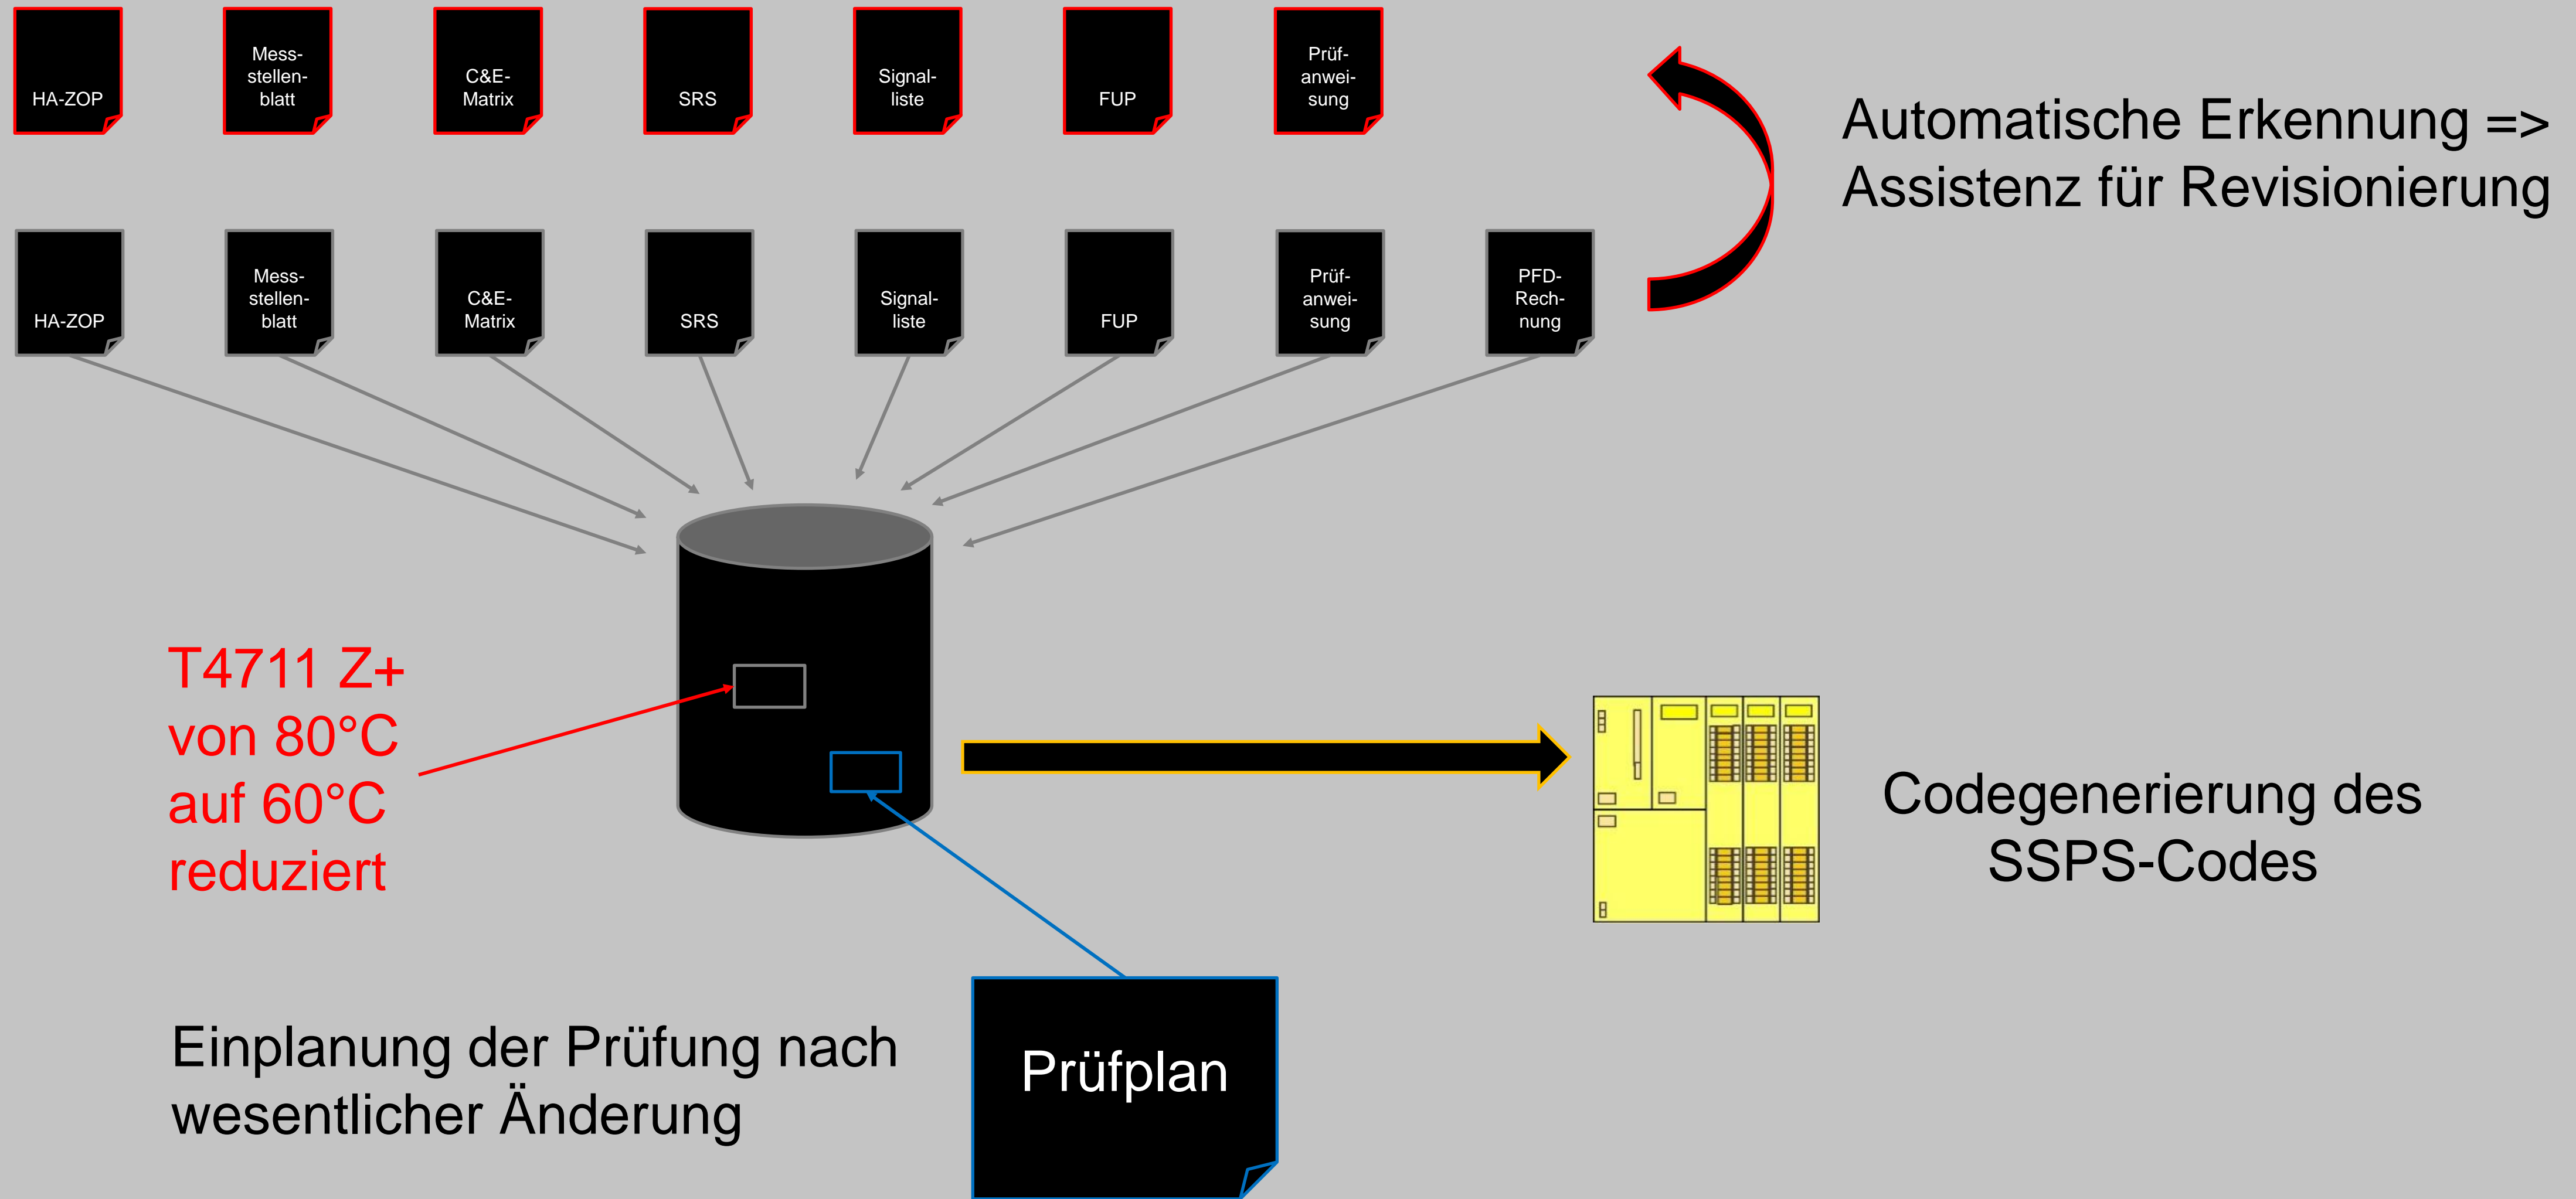 HA-ZOP
Mess-
stellen-
blatt
C&E-
Matrix
SRS
Signal-
liste
FUP
Prüf-
anwei-
sung
Automatische Erkennung =>
Assistenz für Revisionierung
HA-ZOP
Mess-
stellen-
blatt
C&E-
Matrix
SRS
Signal-
liste
FUP
Prüf-
anwei-
sung
PFD-
Rech-
nung
T4711 Z+
von 80°C
auf 60°C
reduziert
Codegenerierung des
SSPS-Codes
Einplanung der Prüfung nach
wesentlicher Änderung
Prüfplan